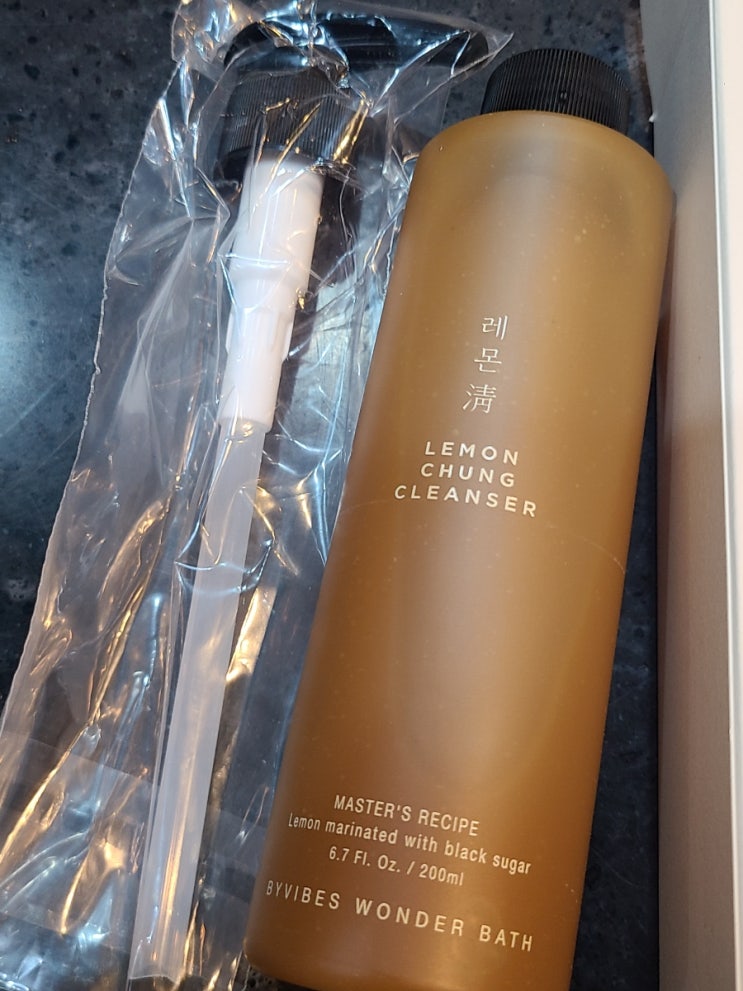 레
몬
淸
LEMON
CHUNG
CLEANSER
MASTER'S RECIPE
Lemon marinated with black sugar
6.7 Fl. Oz. / 200ml
BYVIBES WONDER BATH